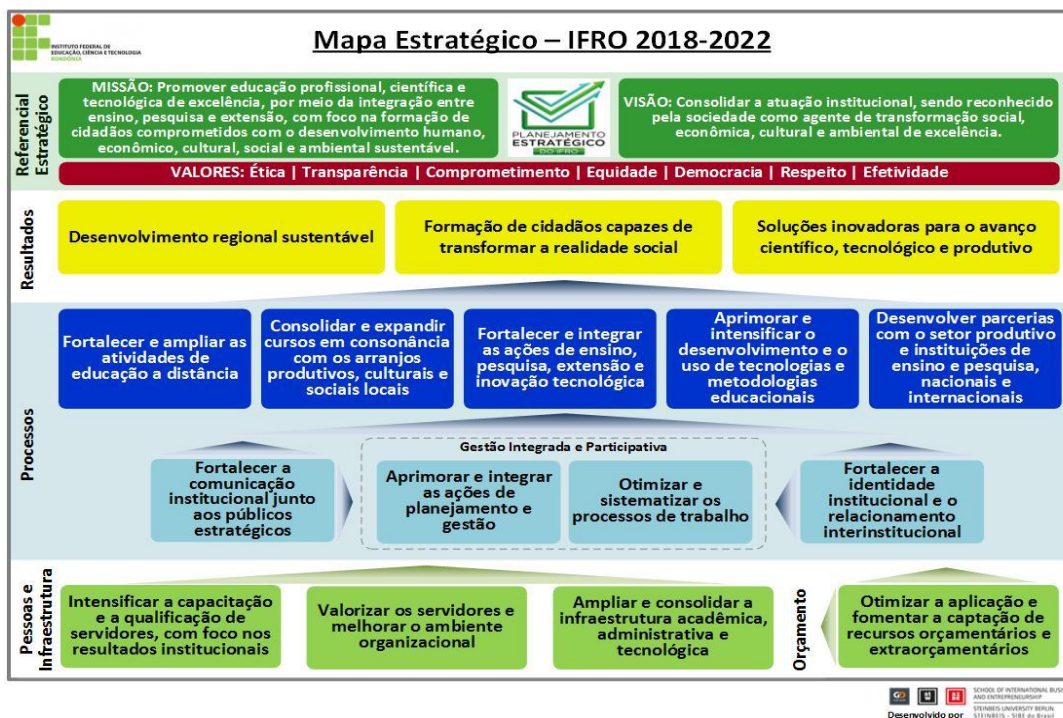 INSTITUTO FEDERAL DE
EDUCAÇÃO, CIÊNCIA E TECNOLOGIA
RONDÔNIA
Mapa Estratégico – IFRO 2018-2022
Referencial
Estratégico
MISSÃO: Promover educação profissional, científica e
tecnológica de excelência, por meio da integração entre
ensino, pesquisa e extensão, com foco na formação de
cidadãos comprometidos com o desenvolvimento humano,
econômico, cultural, social e ambiental sustentável.
PLANEJAMENTO
ESTRATÉGICO
DO IFRO
VISÃO: Consolidar a atuação institucional, sendo reconhecido
pela sociedade como agente de transformação social,
econômica, cultural e ambiental de excelência.
VALORES: Ética | Transparência | Comprometimento | Equidade | Democracia | Respeito | Efetividade
Resultados
Desenvolvimento regional sustentável
Formação de cidadãos capazes de
transformar a realidade social
Soluções inovadoras para o avanço
científico, tecnológico e produtivo
Processos
Fortalecer e ampliar as
atividades de
educação a distância
Consolidar e expandir
cursos em consonância
com os arranjos
produtivos, culturais e
sociais locais
Fortalecer e integrar
as ações de ensino,
pesquisa, extensão e
inovação tecnológica
Aprimorar e
intensificar o
desenvolvimento e o
uso de tecnologias e
metodologias
educacionais
Desenvolver parcerias
com o setor produtivo
e instituições de
ensino e pesquisa,
nacionais e
internacionais
Fortalecer a
comunicação
institucional junto
aos públicos
estratégicos
Gestão Integrada e Participativa
Aprimorar e integrar
as ações de
planejamento e
gestão
Otimizar e
sistematizar os
processos de trabalho
Fortalecer a
identidade
institucional e o
relacionamento
interinstitucional
Pessoas e
Infraestrutura
Intensificar a capacitação
e a qualificação de
servidores, com foco nos
resultados institucionais
Valorizar os servidores e
melhorar o ambiente
organizacional
Ampliar e consolidar a
infraestrutura acadêmica,
administrativa e
tecnológica
Orçamento
Otimizar a aplicação e
fomentar a captação de
recursos orçamentários e
extraorçamentários
Desenvolvido por
SCHOOL OF INTERNATIONAL
AND ENTREPRENEURSHIP
STEINBEIS UNIVERSITY BERLIN
STEINBEIS - SIBE do Brasil